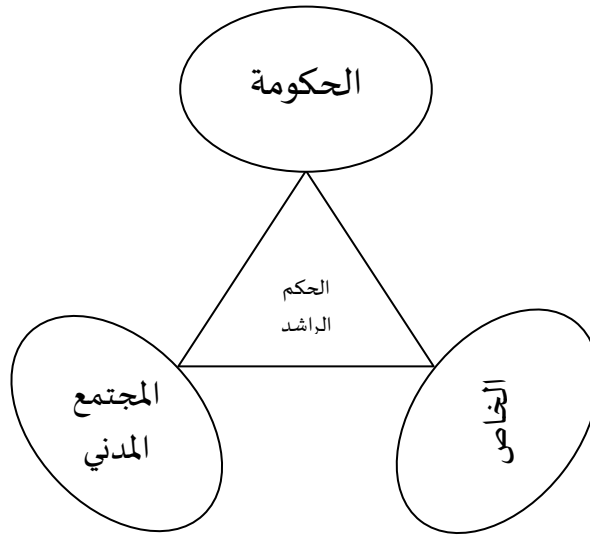 الحكومة
الحكم
الراشد
المجتمع
المدني
الخاص